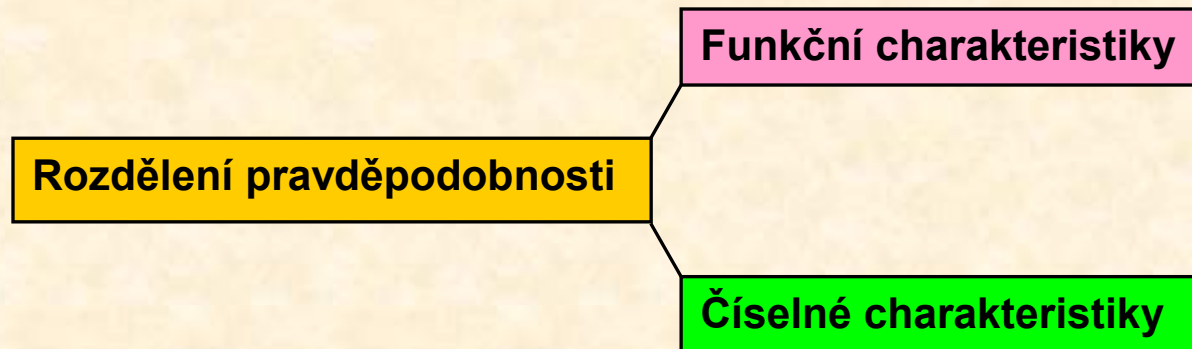 Funkční charakteristiky
Rozdělení pravděpodobnosti
Číselné charakteristiky